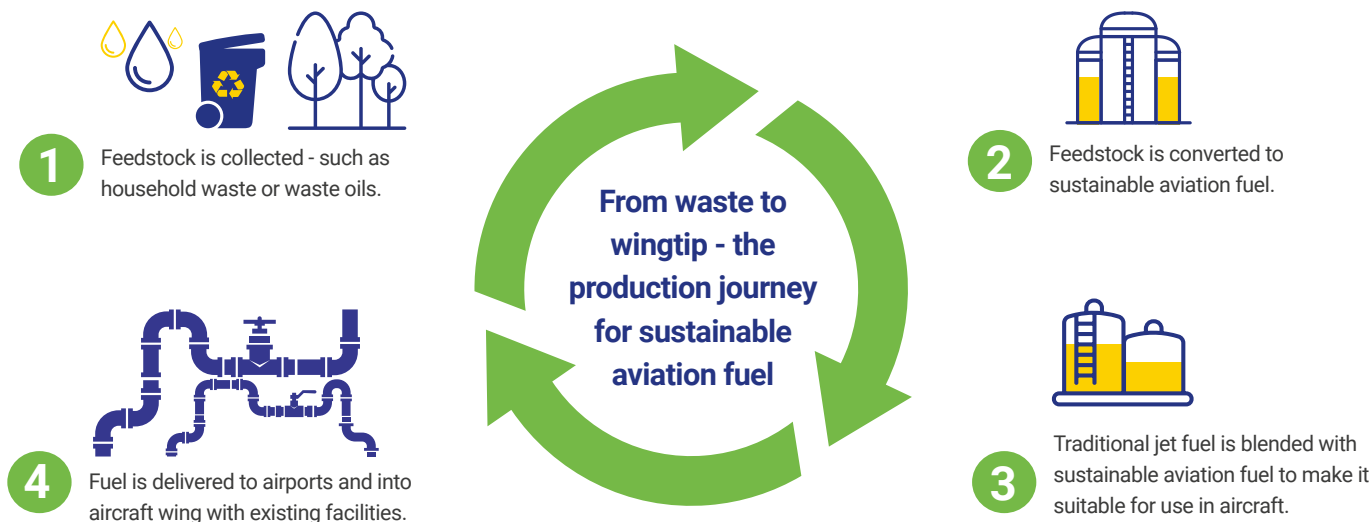 1
Feedstock is collected - such as
household waste or waste oils.
2
Feedstock is converted to
sustainable aviation fuel.
From waste to
wingtip - the
production journey
for sustainable
aviation fuel
3
Traditional jet fuel is blended with
sustainable aviation fuel to make it
suitable for use in aircraft.
4
Fuel is delivered to airports and into
aircraft wing with existing facilities.